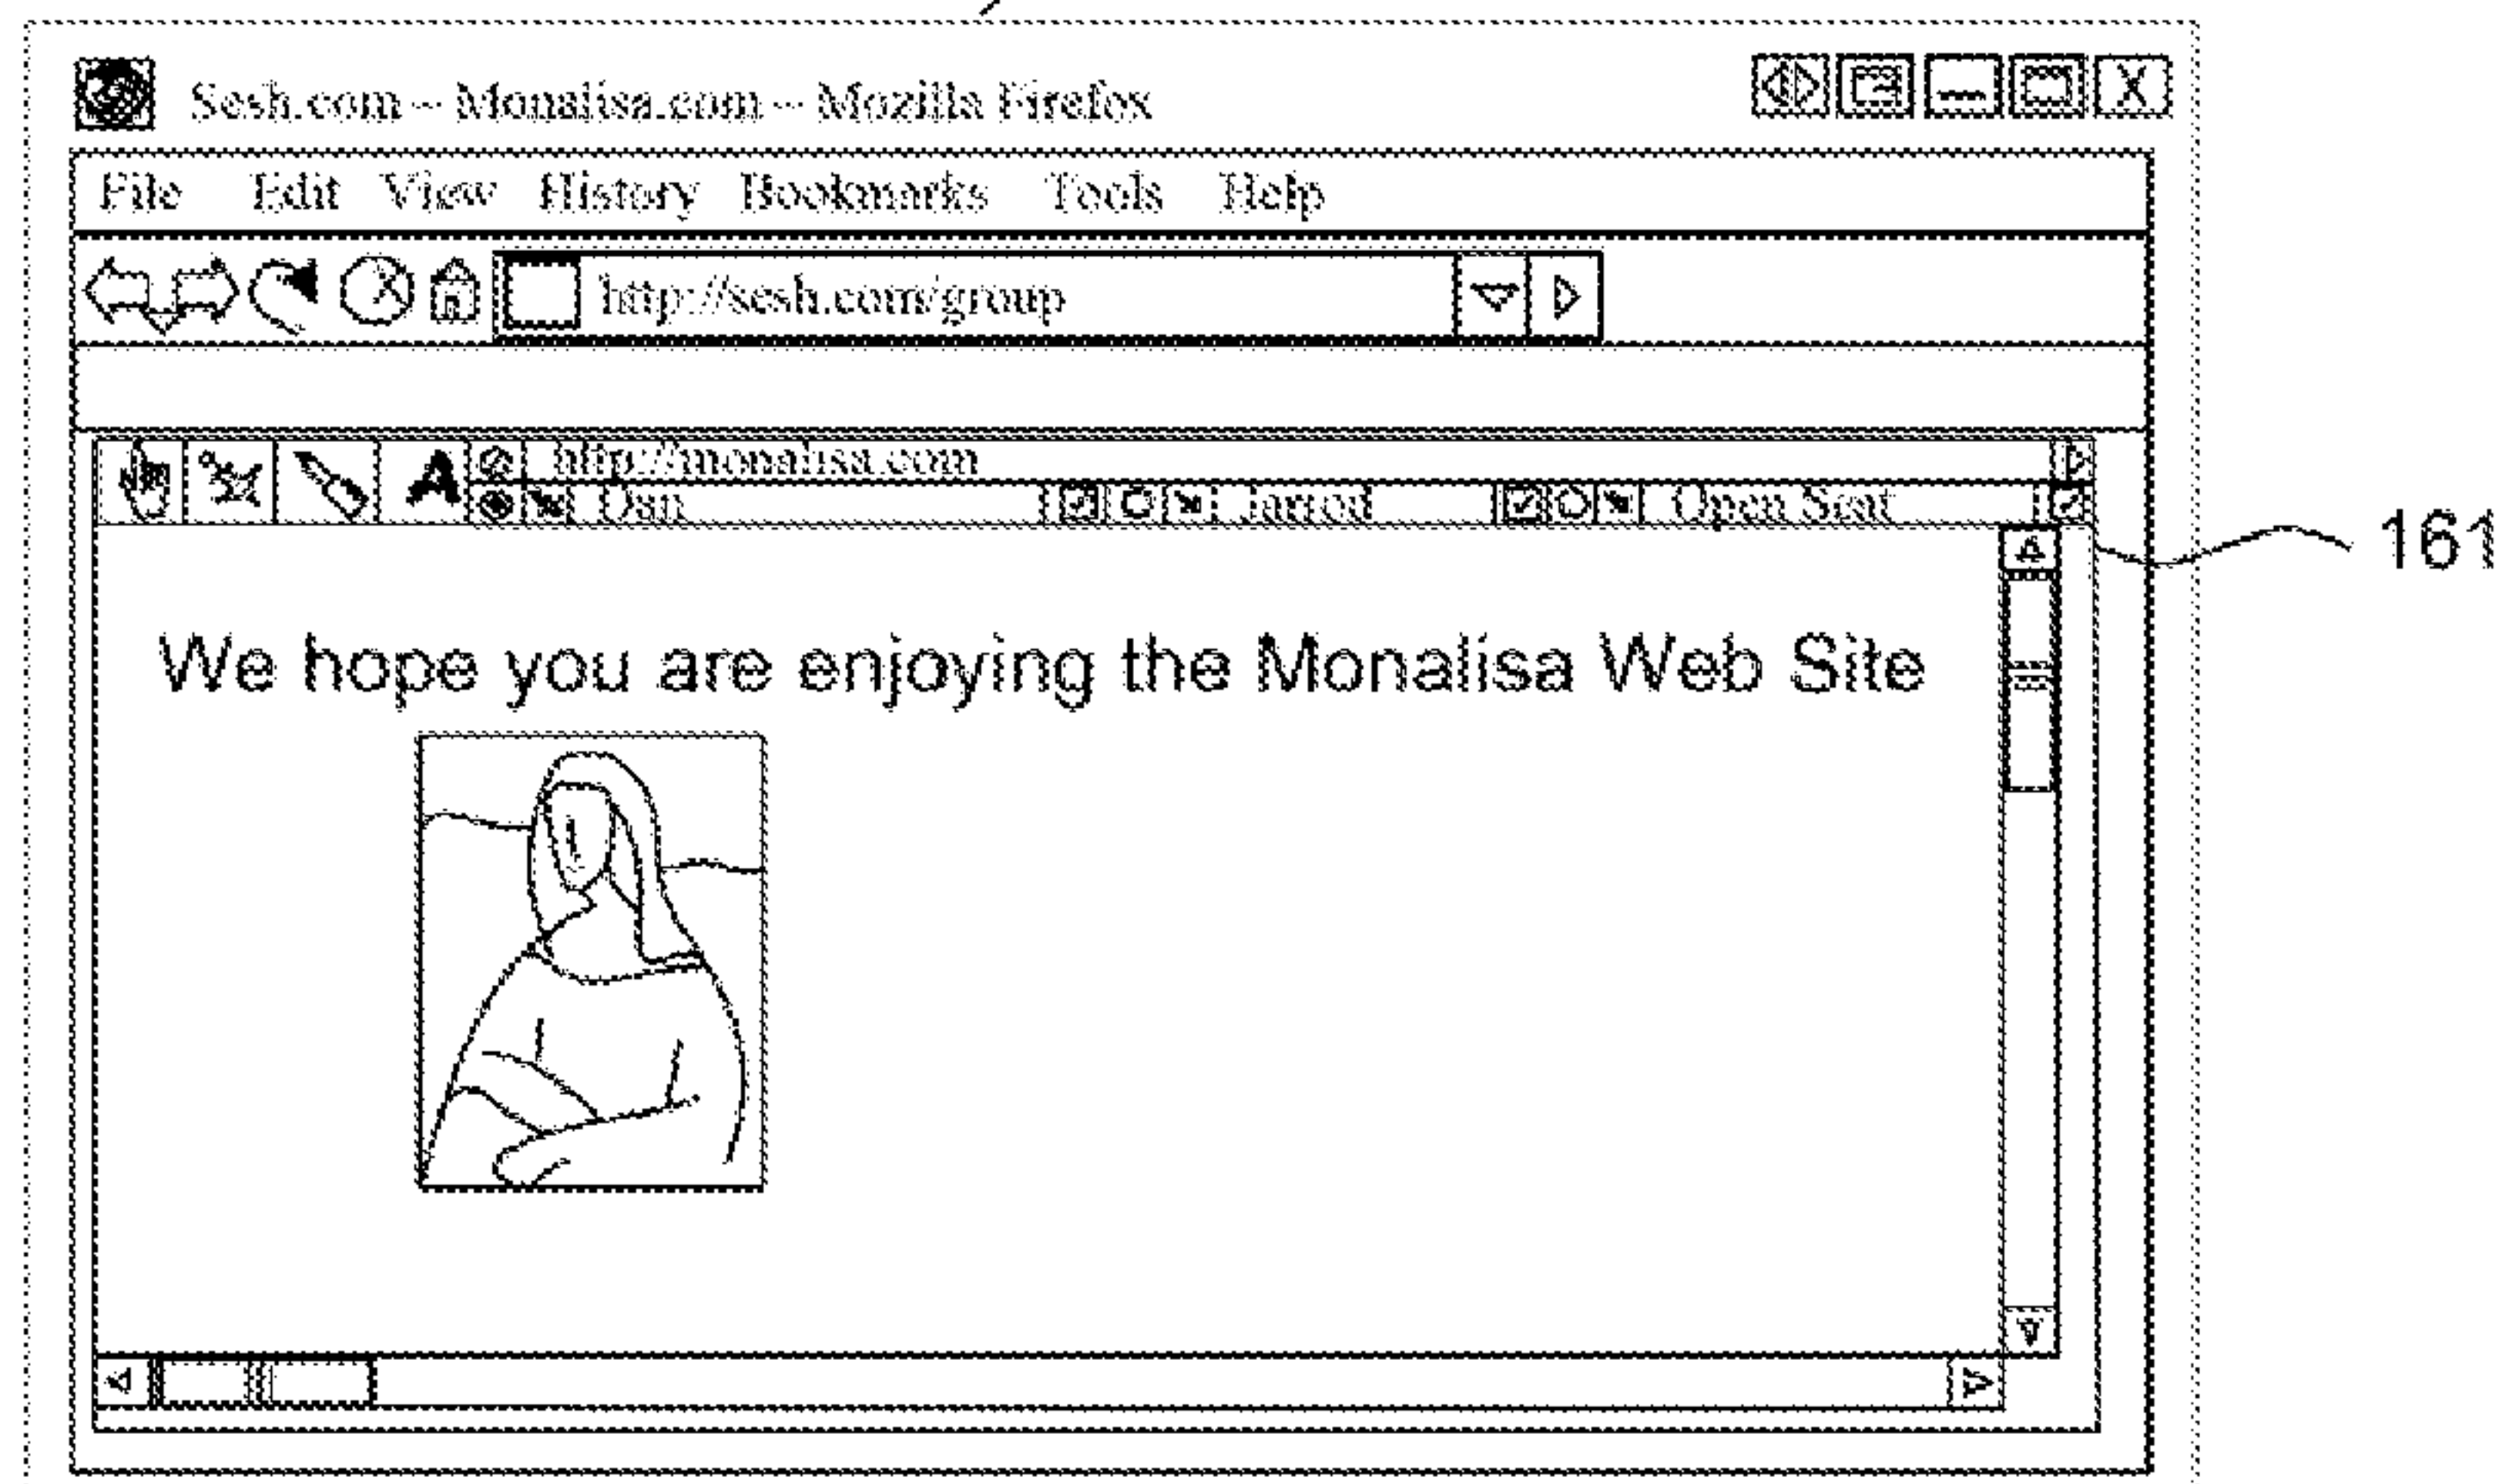 Sesh.com -- Monalisa.com -- Mozilla Firefox
X
File Edit View History Bookmarks Tools Help
http://sesh.com/group
A http://monalisa.com
Dan Jarrod Open Seat
161
We hope you are enjoying the Monalisa Web Site